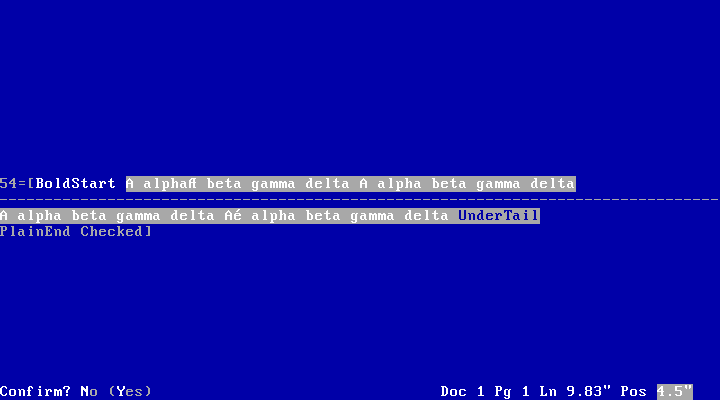 54=[BoldStart A alphaﬂ beta gamma delta A alpha beta gamma delta
A alpha beta gamma delta Aé alpha beta gamma delta UnderTail
PlainEnd Checked]
Confirm? No (Yes) Doc 1 Pg 1 Ln 9.83" Pos 4.5"